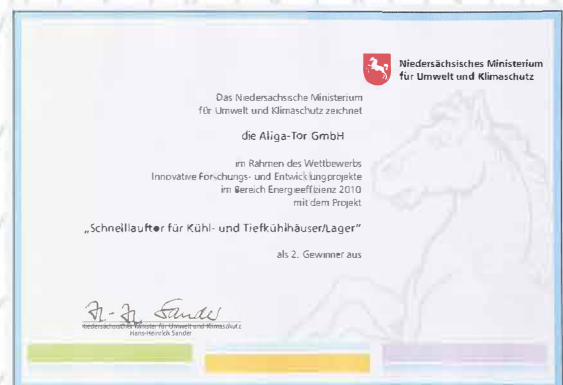 Niedersächsisches Ministerium
für Umwelt und Klimaschutz
Das Niedersächsische Ministerium
für Umwelt und Klimaschutz zeichnet
die Aliga-Tor GmbH
im Rahmen des Wettbewerbs
Innovative Forschungs- und Entwicklungprojekte
im Bereich Energieeffizienz 2010
mit dem Projekt
„Schnelllauftor für Kühl- und Tiefkühlhäuser/Lager"
als 2. Gewinner aus
H-H Sander
Niedersächsischer Minister für Umwelt und Klimaschutz
Hans-Heinrich Sander